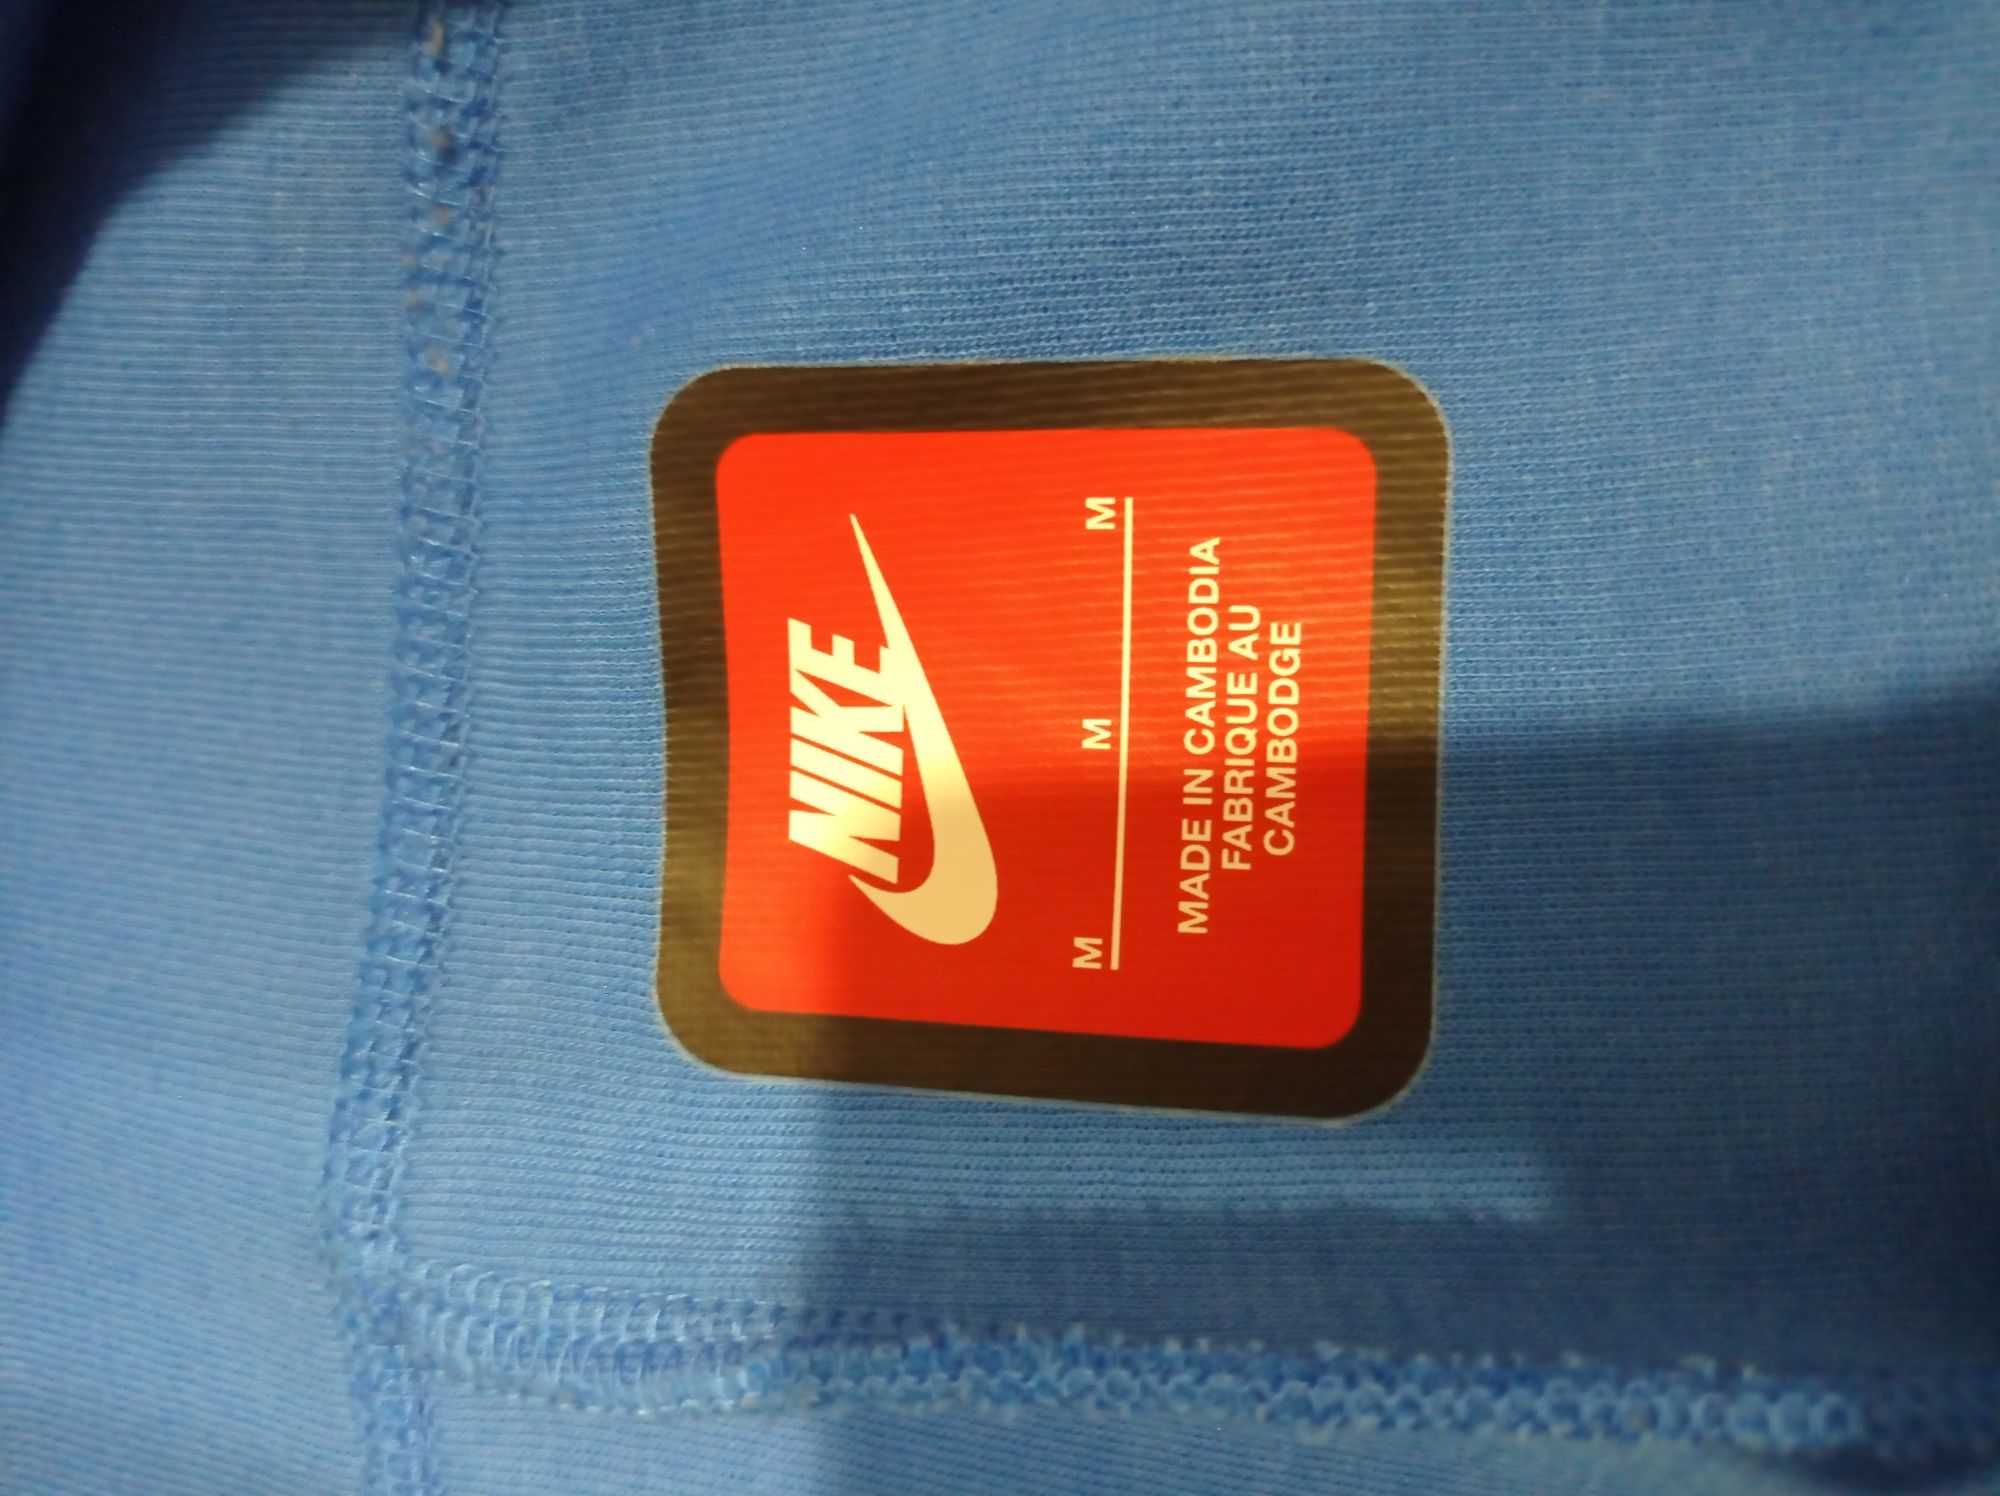 NIKE
M M M
MADE IN CAMBODIA
FABRIQUE AU
CAMBODGE